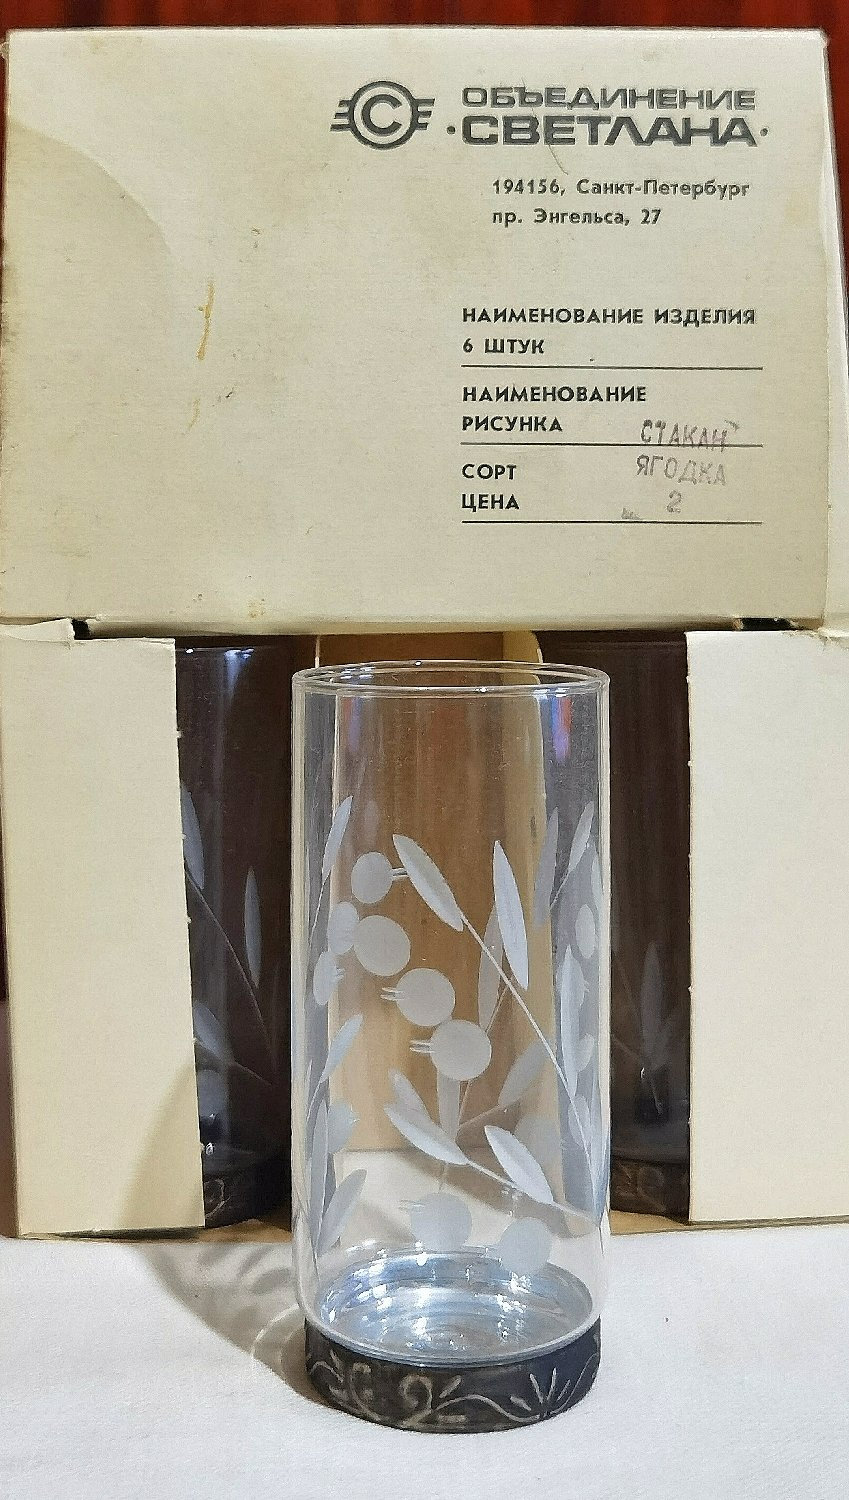 С
ОБЪЕДИНЕНИЕ
·СВЕТЛАНА·
194156, Санкт-Петербург
пр. Энгельса, 27
НАИМЕНОВАНИЕ ИЗДЕЛИЯ
6 ШТУК
НАИМЕНОВАНИЕ
РИСУНКА СТАКАН
СОРТ ЯГОДКА
ЦЕНА 2